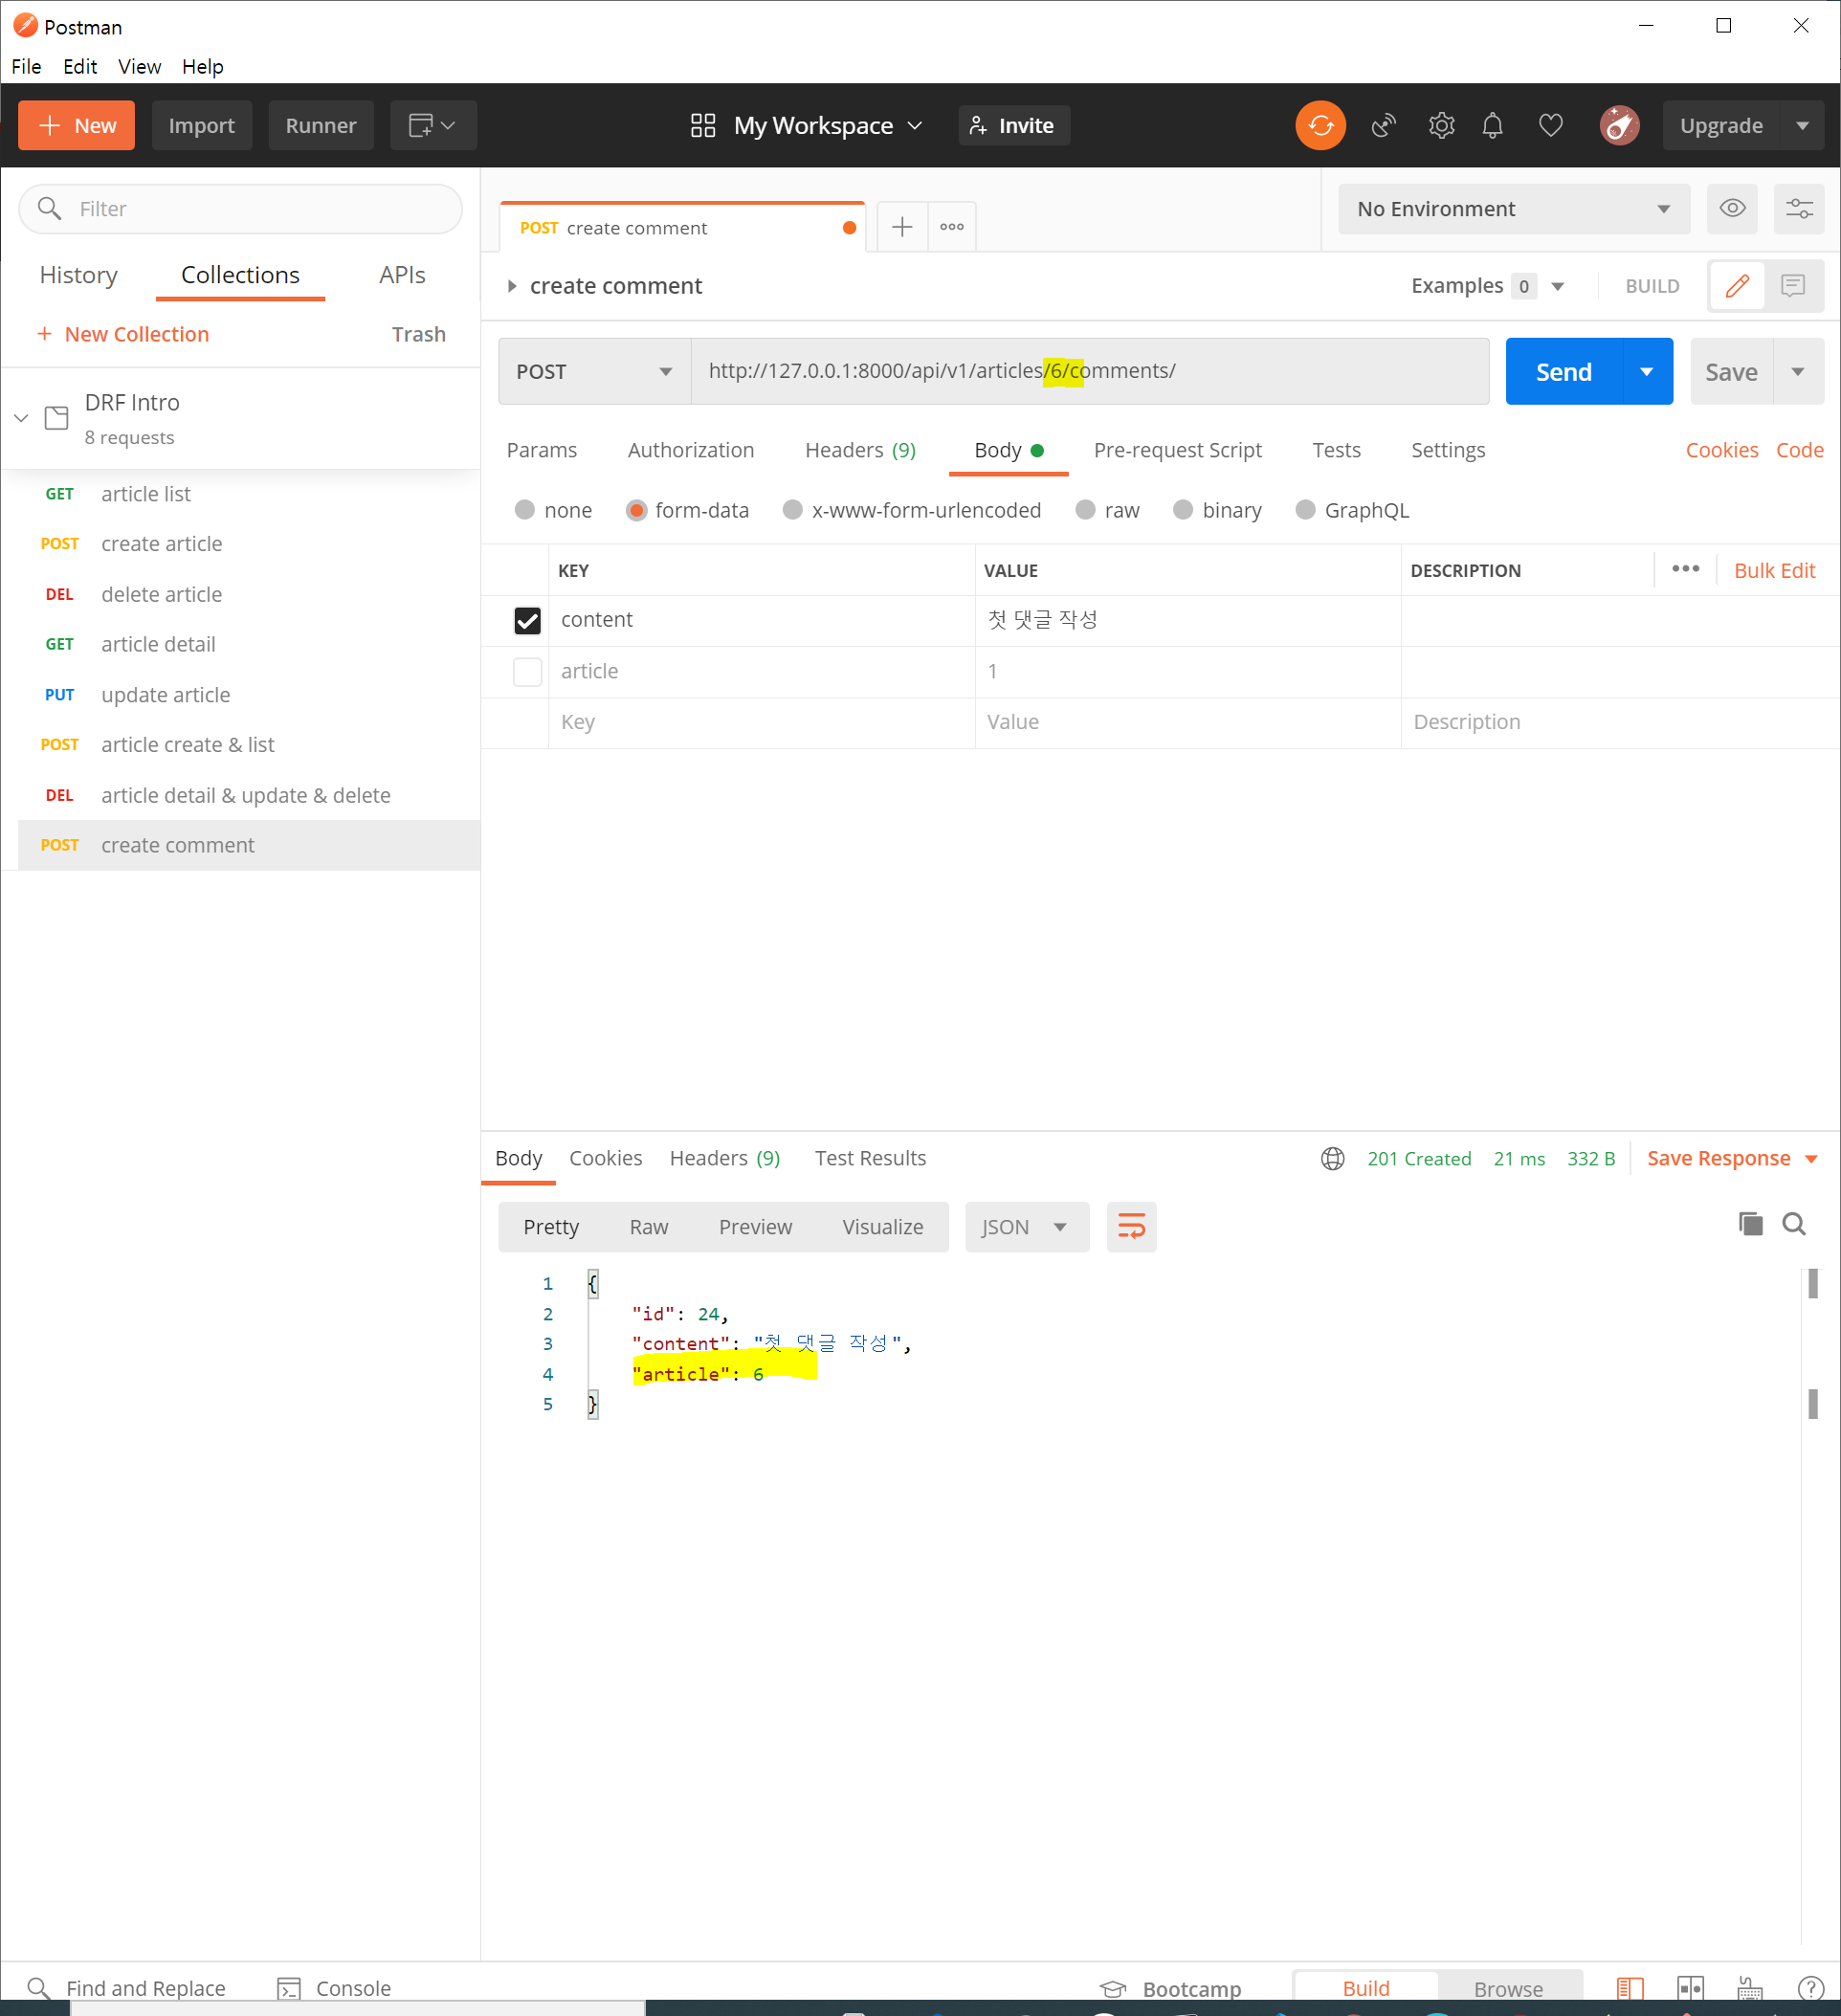 Postman
File Edit View Help
New Import Runner My Workspace Invite Upgrade
Filter
No Environment
POST create comment
History Collections APIs
create comment Examples 0 BUILD
+ New Collection Trash
POST http://127.0.0.1:8000/api/v1/articles/6/comments/ Send Save
DRF Intro
8 requests
Params Authorization Headers (9) Body Pre-request Script Tests Settings Cookies Code
GET article list
none form-data x-www-form-urlencoded raw binary GraphQL
POST create article
KEY VALUE DESCRIPTION Bulk Edit
DEL delete article
content 첫 댓글 작성
GET article detail
article 1
PUT update article
Key Value Description
POST article create & list
DEL article detail & update & delete
POST create comment
Body Cookies Headers (9) Test Results 201 Created 21 ms 332 B Save Response
Pretty Raw Preview Visualize JSON
1 {
2 "id": 24,
3 "content": "첫 댓글 작성",
4 "article": 6
5 }
Find and Replace Console Bootcamp Build Browse